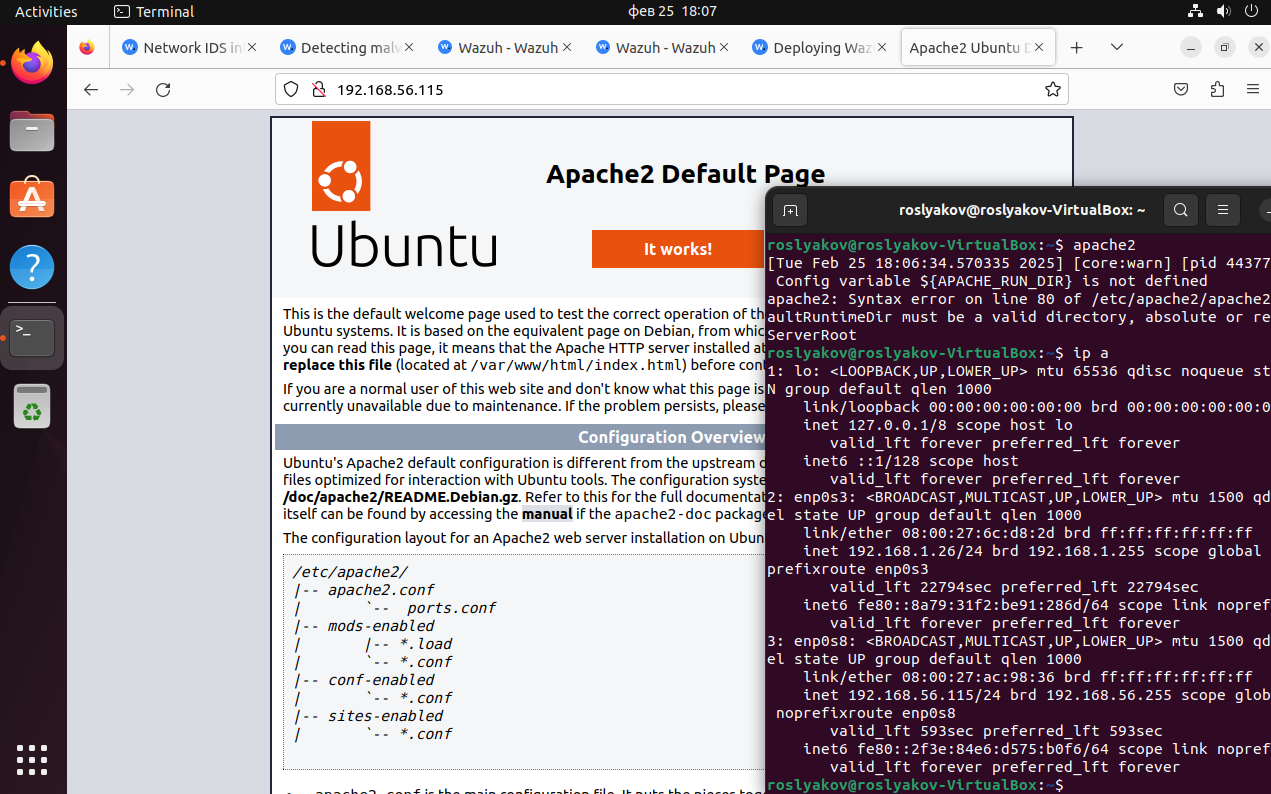 Activities
Terminal
фев 25 18:07
Network IDS in
Detecting malw
Wazuh - Wazuh
Wazuh - Wazuh
Deploying Waz
Apache2 Ubuntu D
192.168.56.115
Ubuntu
Apache2 Default Page
It works!
This is the default welcome page used to test the correct operation of th
Ubuntu systems. It is based on the equivalent page on Debian, from whic
you can read this page, it means that the Apache HTTP server installed at
replace this file (located at /var/www/html/index.html) before cont
If you are a normal user of this web site and don't know what this page is
currently unavailable due to maintenance. If the problem persists, please
Configuration Overview
Ubuntu's Apache2 default configuration is different from the upstream c
files optimized for interaction with Ubuntu tools. The configuration syste
/doc/apache2/README.Debian.gz. Refer to this for the full documentat
itself can be found by accessing the manual if the apache2-doc package
The configuration layout for an Apache2 web server installation on Ubun
/etc/apache2/
|-- apache2.conf
|       `--  ports.conf
|-- mods-enabled
|       |-- *.load
|       `-- *.conf
|-- conf-enabled
|       `-- *.conf
|-- sites-enabled
|       `-- *.conf
apache2.conf is the main configuration file. It puts the pieces tog
roslyakov@roslyakov-VirtualBox: ~
roslyakov@roslyakov-VirtualBox:~$ apache2
[Tue Feb 25 18:06:34.570335 2025] [core:warn] [pid 44377
 Config variable ${APACHE_RUN_DIR} is not defined
apache2: Syntax error on line 80 of /etc/apache2/apache2
aultRuntimeDir must be a valid directory, absolute or re
ServerRoot
roslyakov@roslyakov-VirtualBox:~$ ip a
1: lo: <LOOPBACK,UP,LOWER_UP> mtu 65536 qdisc noqueue st
N group default qlen 1000
    link/loopback 00:00:00:00:00:00 brd 00:00:00:00:00:0
    inet 127.0.0.1/8 scope host lo
       valid_lft forever preferred_lft forever
    inet6 ::1/128 scope host
       valid_lft forever preferred_lft forever
2: enp0s3: <BROADCAST,MULTICAST,UP,LOWER_UP> mtu 1500 qd
el state UP group default qlen 1000
    link/ether 08:00:27:6c:d8:2d brd ff:ff:ff:ff:ff:ff
    inet 192.168.1.26/24 brd 192.168.1.255 scope global
prefixroute enp0s3
       valid_lft 22794sec preferred_lft 22794sec
    inet6 fe80::8a79:31f2:be91:286d/64 scope link nopref
       valid_lft forever preferred_lft forever
3: enp0s8: <BROADCAST,MULTICAST,UP,LOWER_UP> mtu 1500 qd
el state UP group default qlen 1000
    link/ether 08:00:27:ac:98:36 brd ff:ff:ff:ff:ff:ff
    inet 192.168.56.115/24 brd 192.168.56.255 scope glob
 noprefixroute enp0s8
       valid_lft 593sec preferred_lft 593sec
    inet6 fe80::2f3e:84e6:d575:b0f6/64 scope link nopref
       valid_lft forever preferred_lft forever
roslyakov@roslyakov-VirtualBox:~$